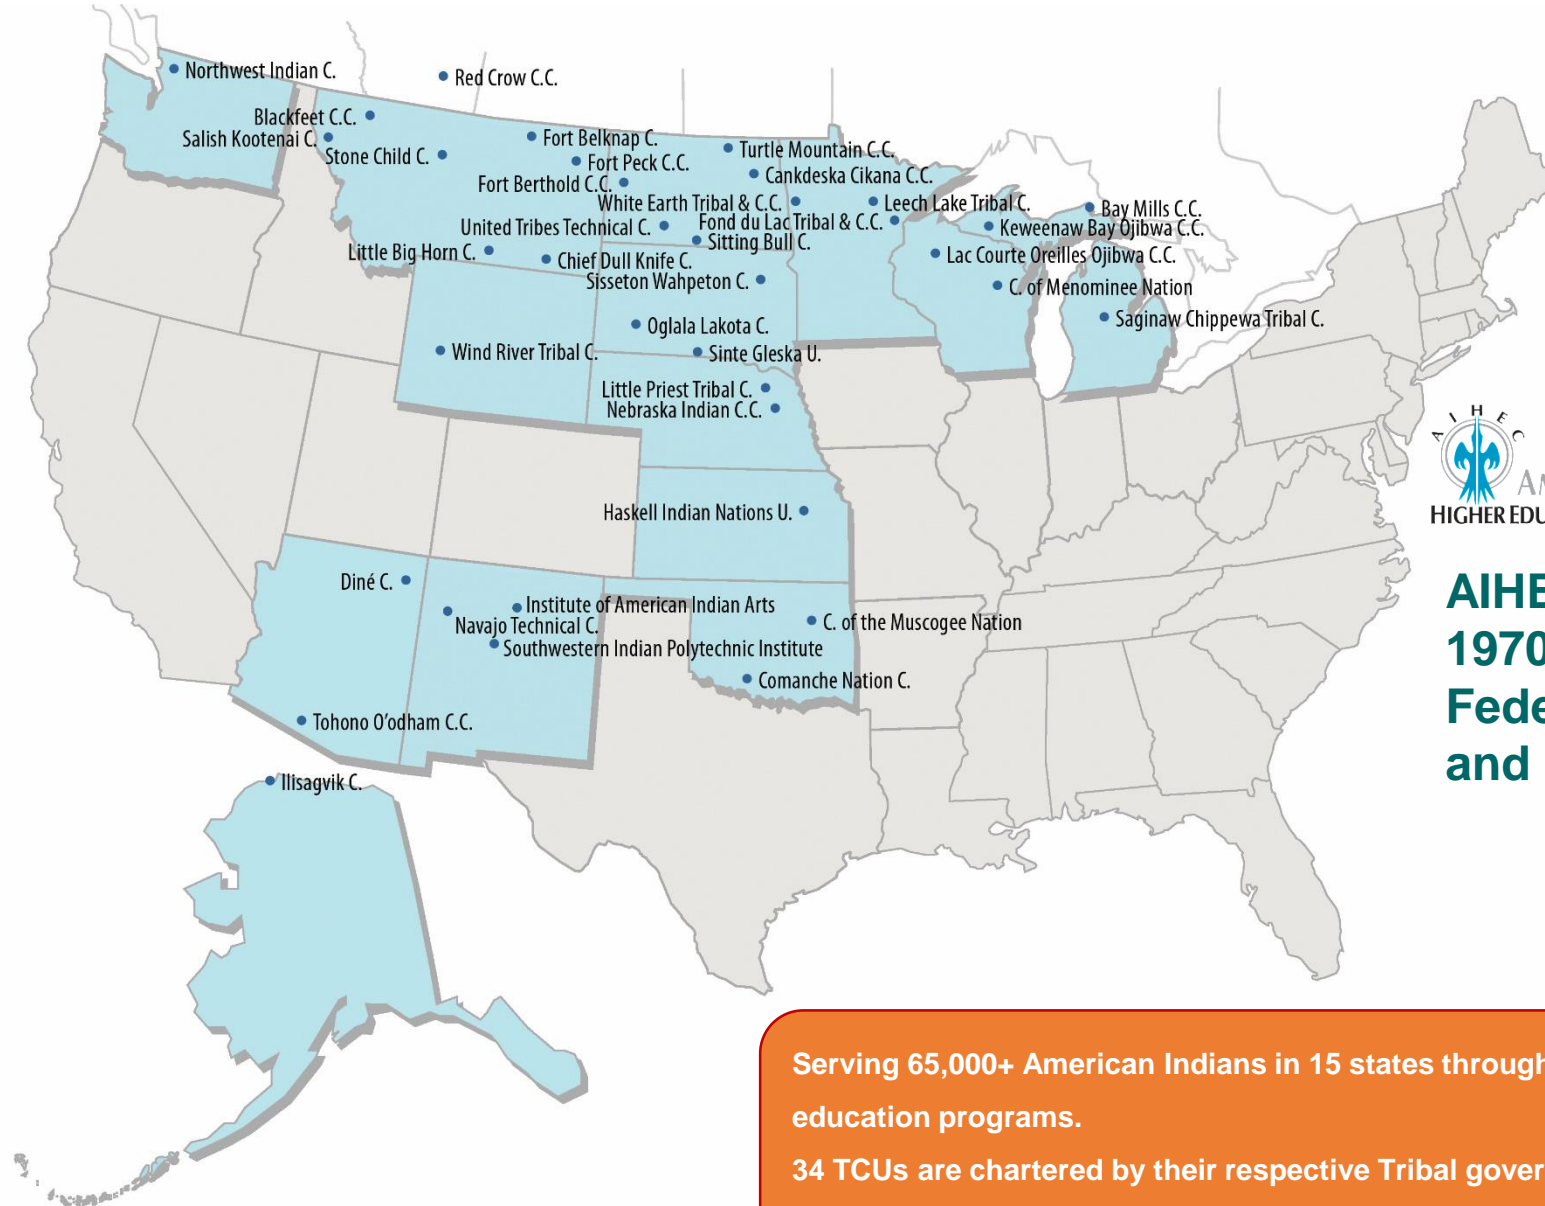 Northwest Indian C.
Red Crow C.C.
Blackfeet C.C.
Salish Kootenai C.
Stone Child C.
Fort Belknap C.
Fort Peck C.C.
Fort Berthold C.C.
Turtle Mountain C.C.
Cankdeska Cikana C.C.
White Earth Tribal & C.C.
Leech Lake Tribal C.
Bay Mills C.C.
United Tribes Technical C.
Fond du Lac Tribal & C.C.
Keweenaw Bay Ojibwa C.C.
Sitting Bull C.
Little Big Horn C.
Chief Dull Knife C.
Lac Courte Oreilles Ojibwa C.C.
Sisseton Wahpeton C.
C. of Menominee Nation
Oglala Lakota C.
Saginaw Chippewa Tribal C.
Wind River Tribal C.
Sinte Gleska U.
Little Priest Tribal C.
Nebraska Indian C.C.
Haskell Indian Nations U.
Diné C.
Institute of American Indian Arts
Navajo Technical C.
C. of the Muscogee Nation
Southwestern Indian Polytechnic Institute
Comanche Nation C.
Tohono O'odham C.C.
Ilisagvik C.
AIHEC
AM
HIGHER EDU
AIHE
1970
Fede
and
Serving 65,000+ American Indians in 15 states through
education programs.
34 TCUs are chartered by their respective Tribal gover